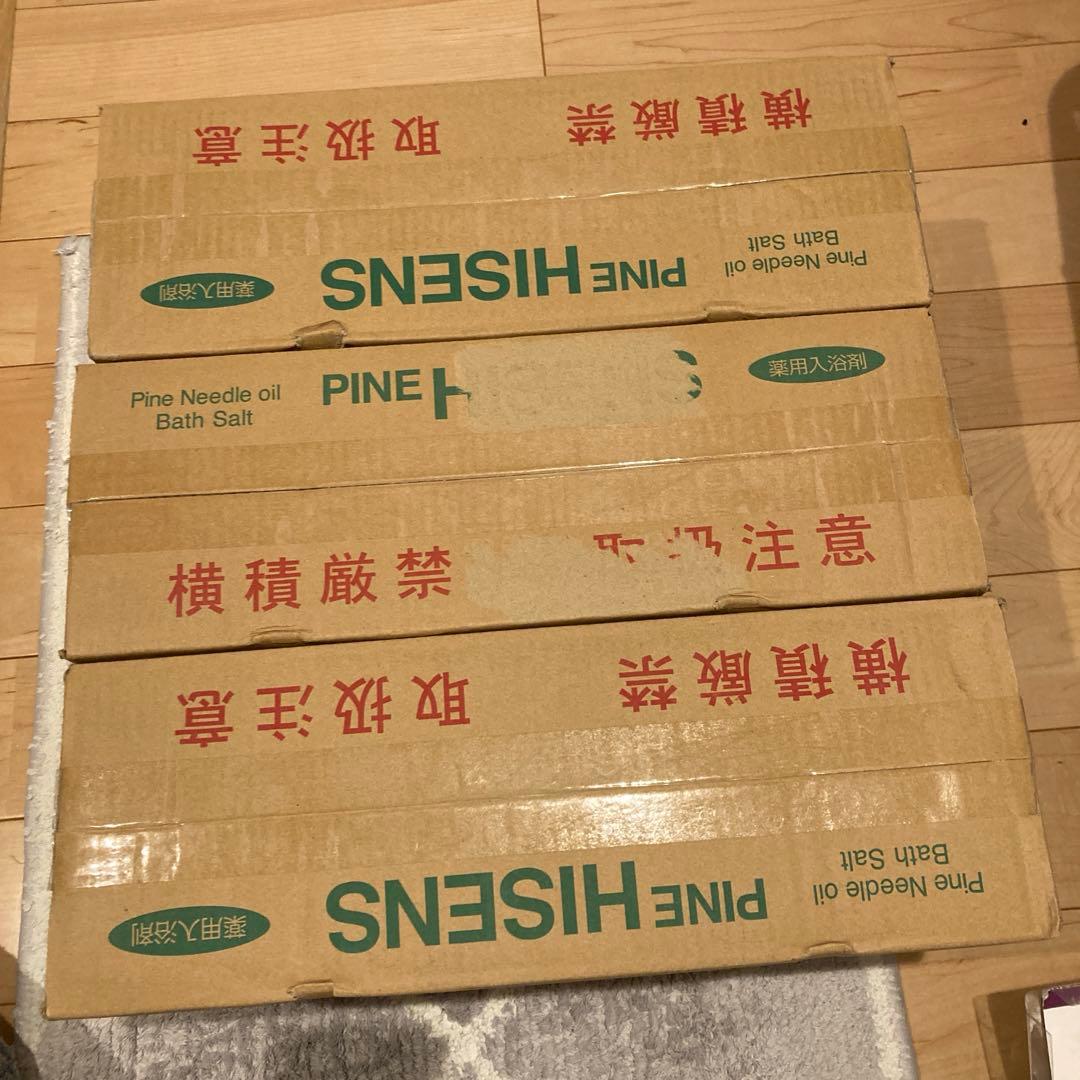 横積厳禁 取扱注意
Pine Needle oil
Bath Salt
PINE HISENS
薬用入浴剤
Pine Needle oil
Bath Salt
PINE H
薬用入浴剤
横積厳禁 注意
横積厳禁 取扱注意
Pine Needle oil
Bath Salt
PINE HISENS
薬用入浴剤